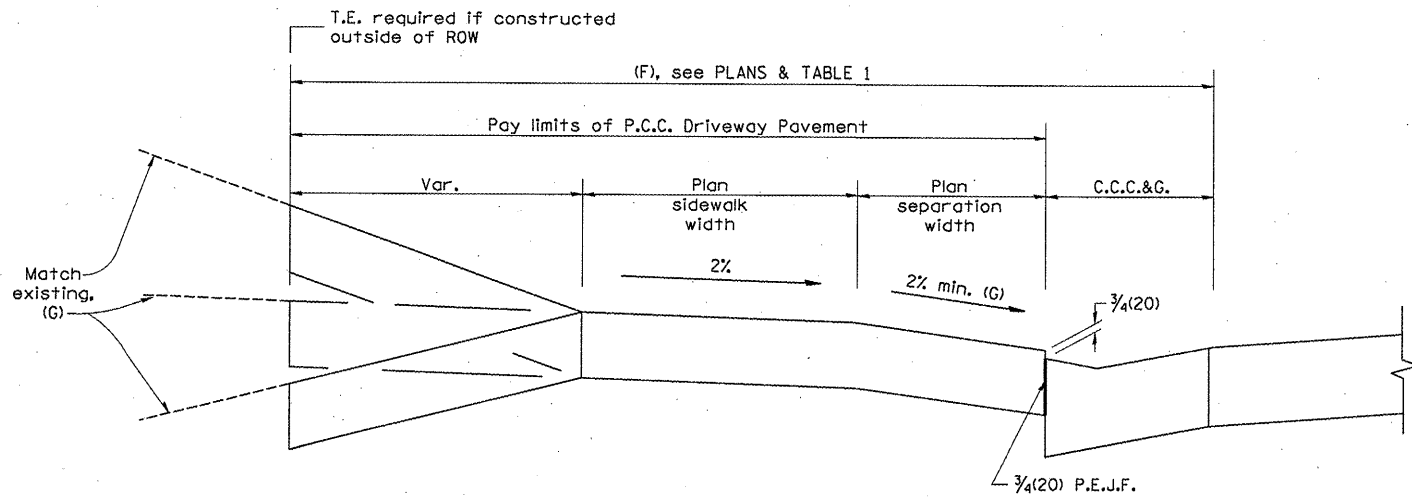 T.E. required if constructed
outside of ROW
(F), see PLANS & TABLE 1
Pay limits of P.C.C. Driveway Pavement
Var.
Plan
sidewalk
width
Plan
separation
width
C.C.C.&G.
Match
existing.
(G)
2%
2% min. (G)
¾(20)
¾(20) P.E.J.F.